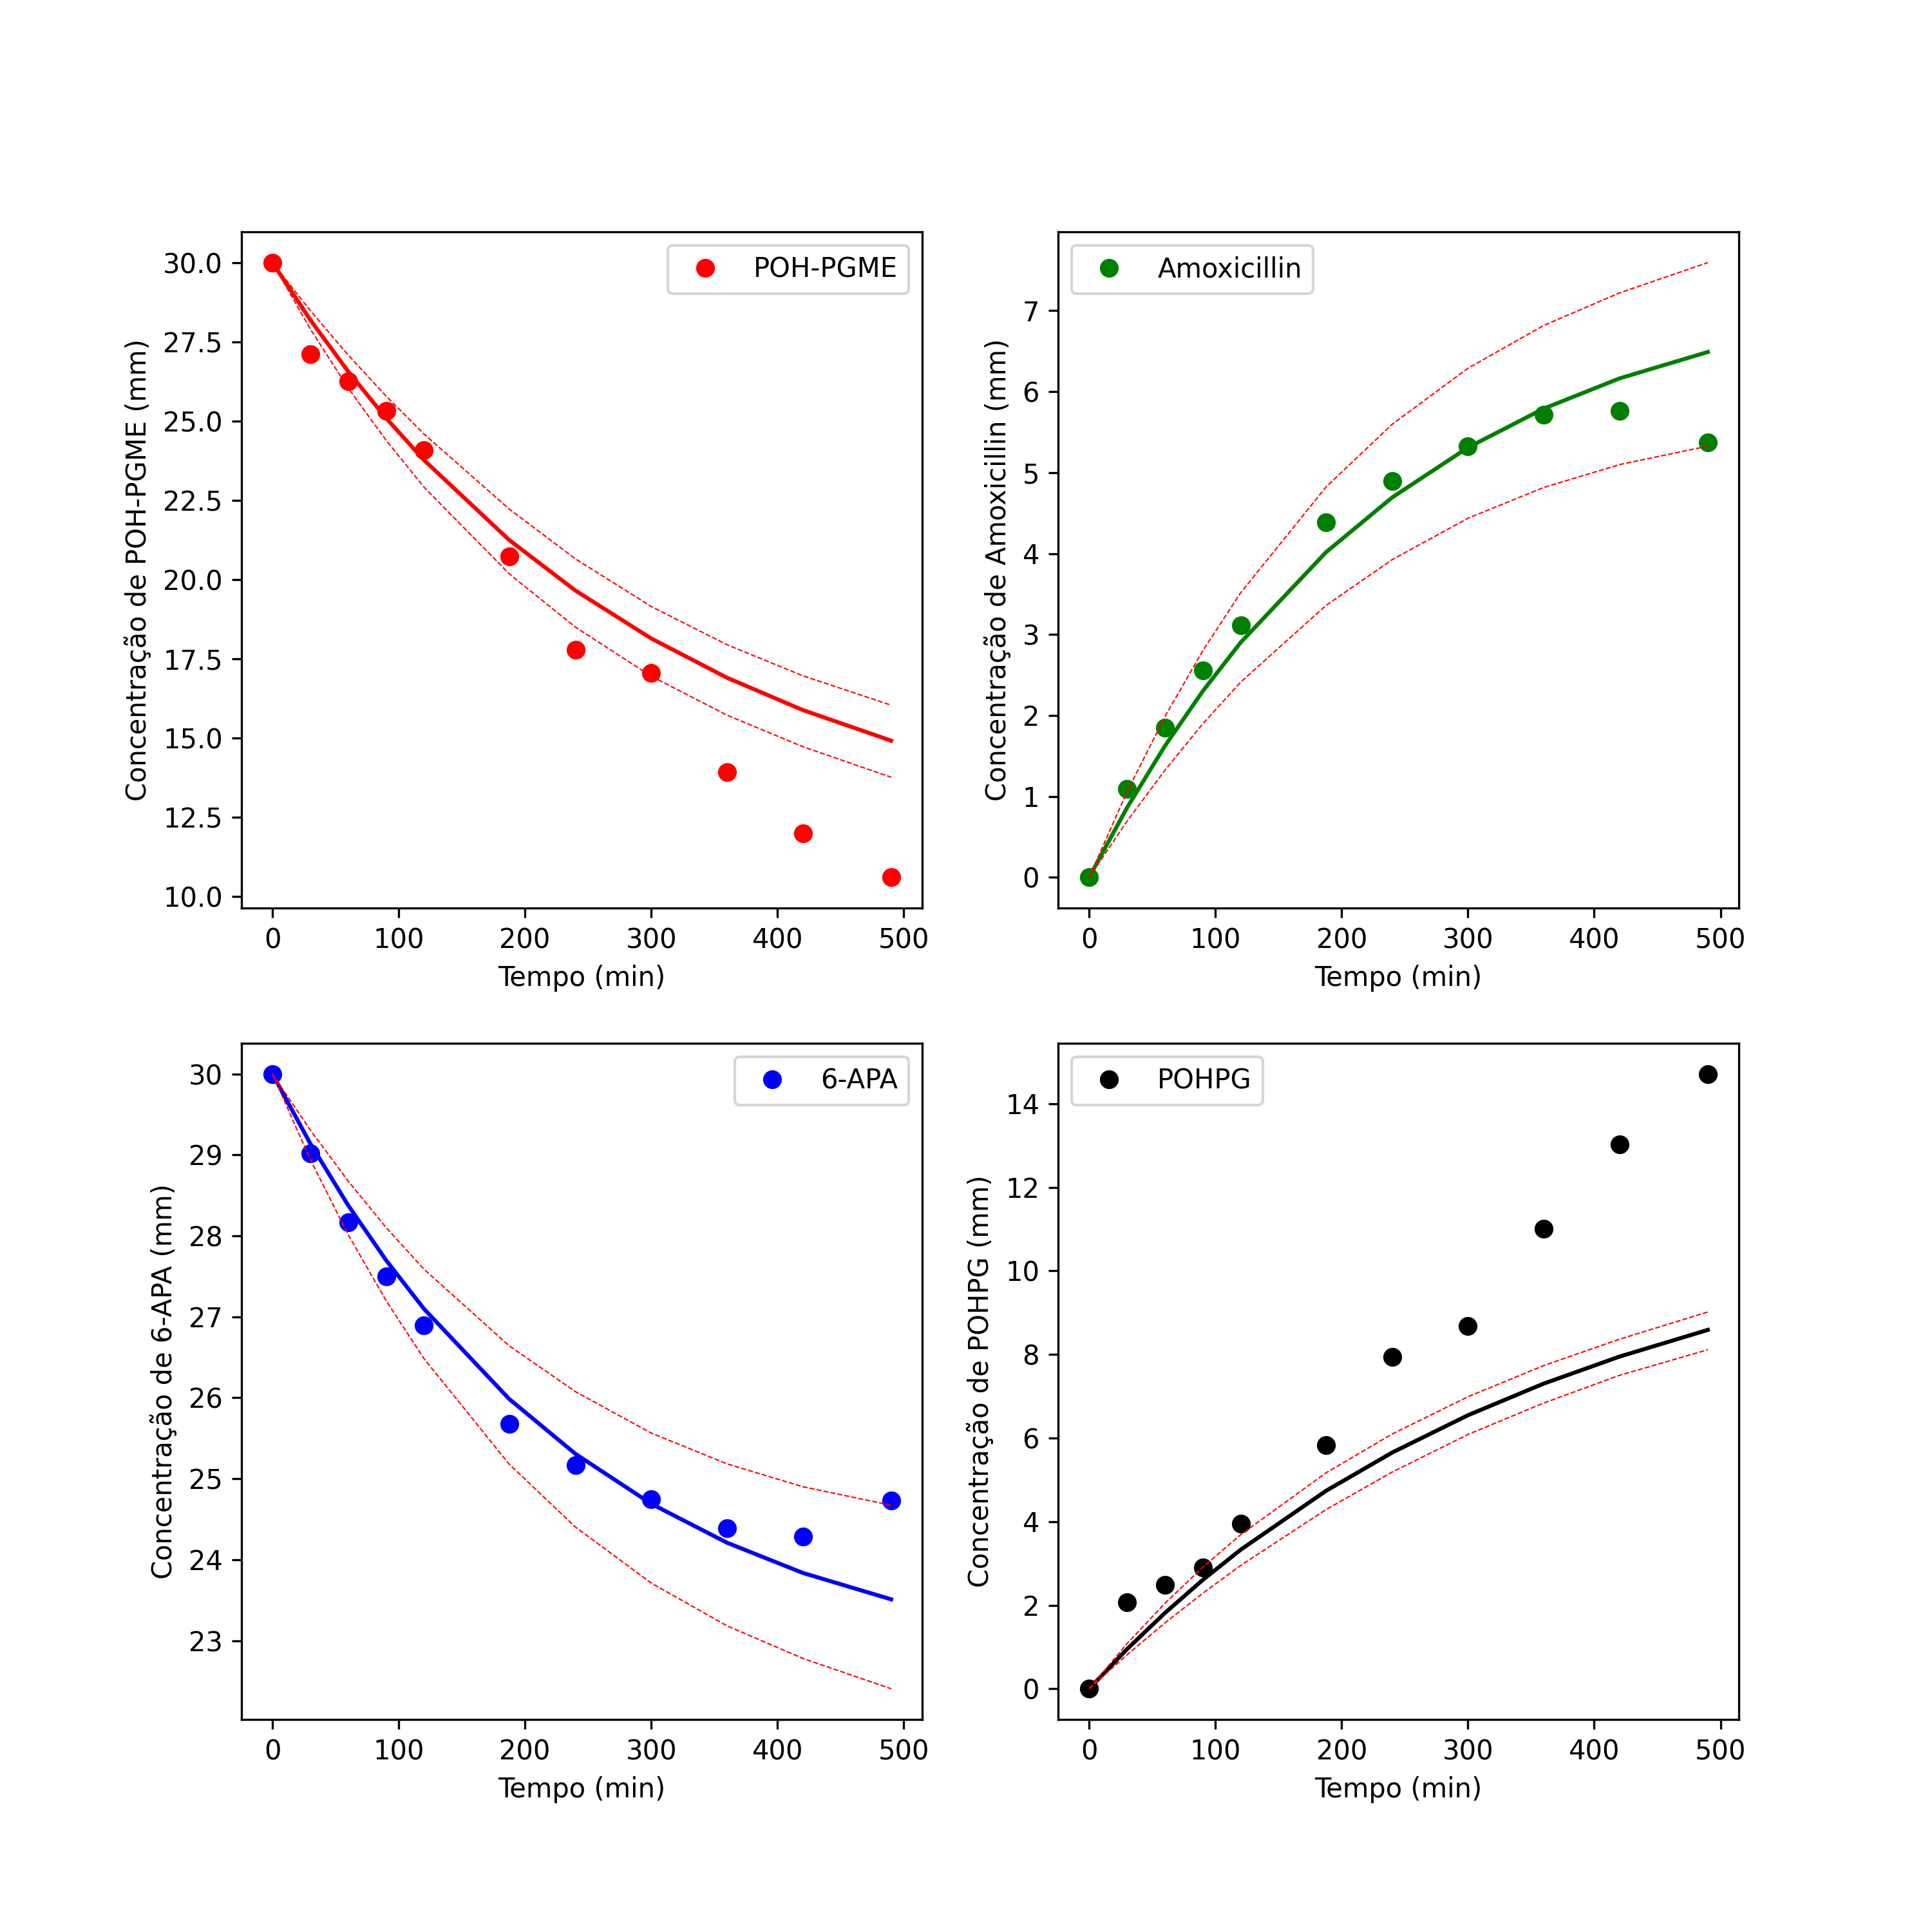 POH-PGME
Concentração de POH-PGME (mm)
30.0
27.5
25.0
22.5
20.0
17.5
15.0
12.5
10.0
0 100 200 300 400 500
Tempo (min)
Amoxicillin
Concentração de Amoxicillin (mm)
7
6
5
4
3
2
1
0
0 100 200 300 400 500
Tempo (min)
6-APA
Concentração de 6-APA (mm)
30
29
28
27
26
25
24
23
0 100 200 300 400 500
Tempo (min)
POHPG
Concentração de POHPG (mm)
14
12
10
8
6
4
2
0
0 100 200 300 400 500
Tempo (min)